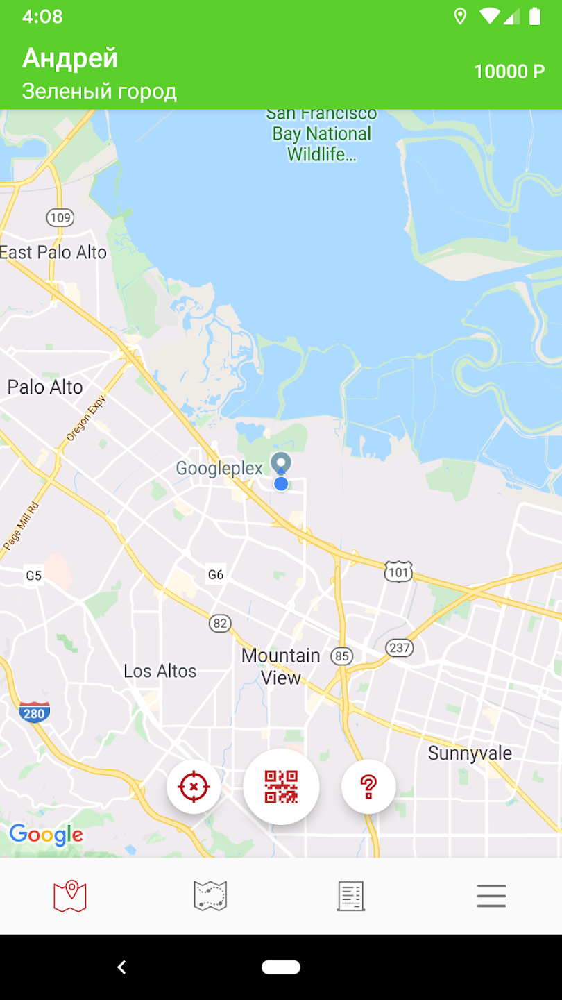 4:08
Андрей
10000 Р
Зеленый город
San Francisco
Bay National
Wildlife...
109
East Palo Alto
Palo Alto
Oregon Expy
Googleplex
Page Mill Rd
G5
G6
101
82
237
85
Mountain
View
Los Altos
280
Sunnyvale
?
Google